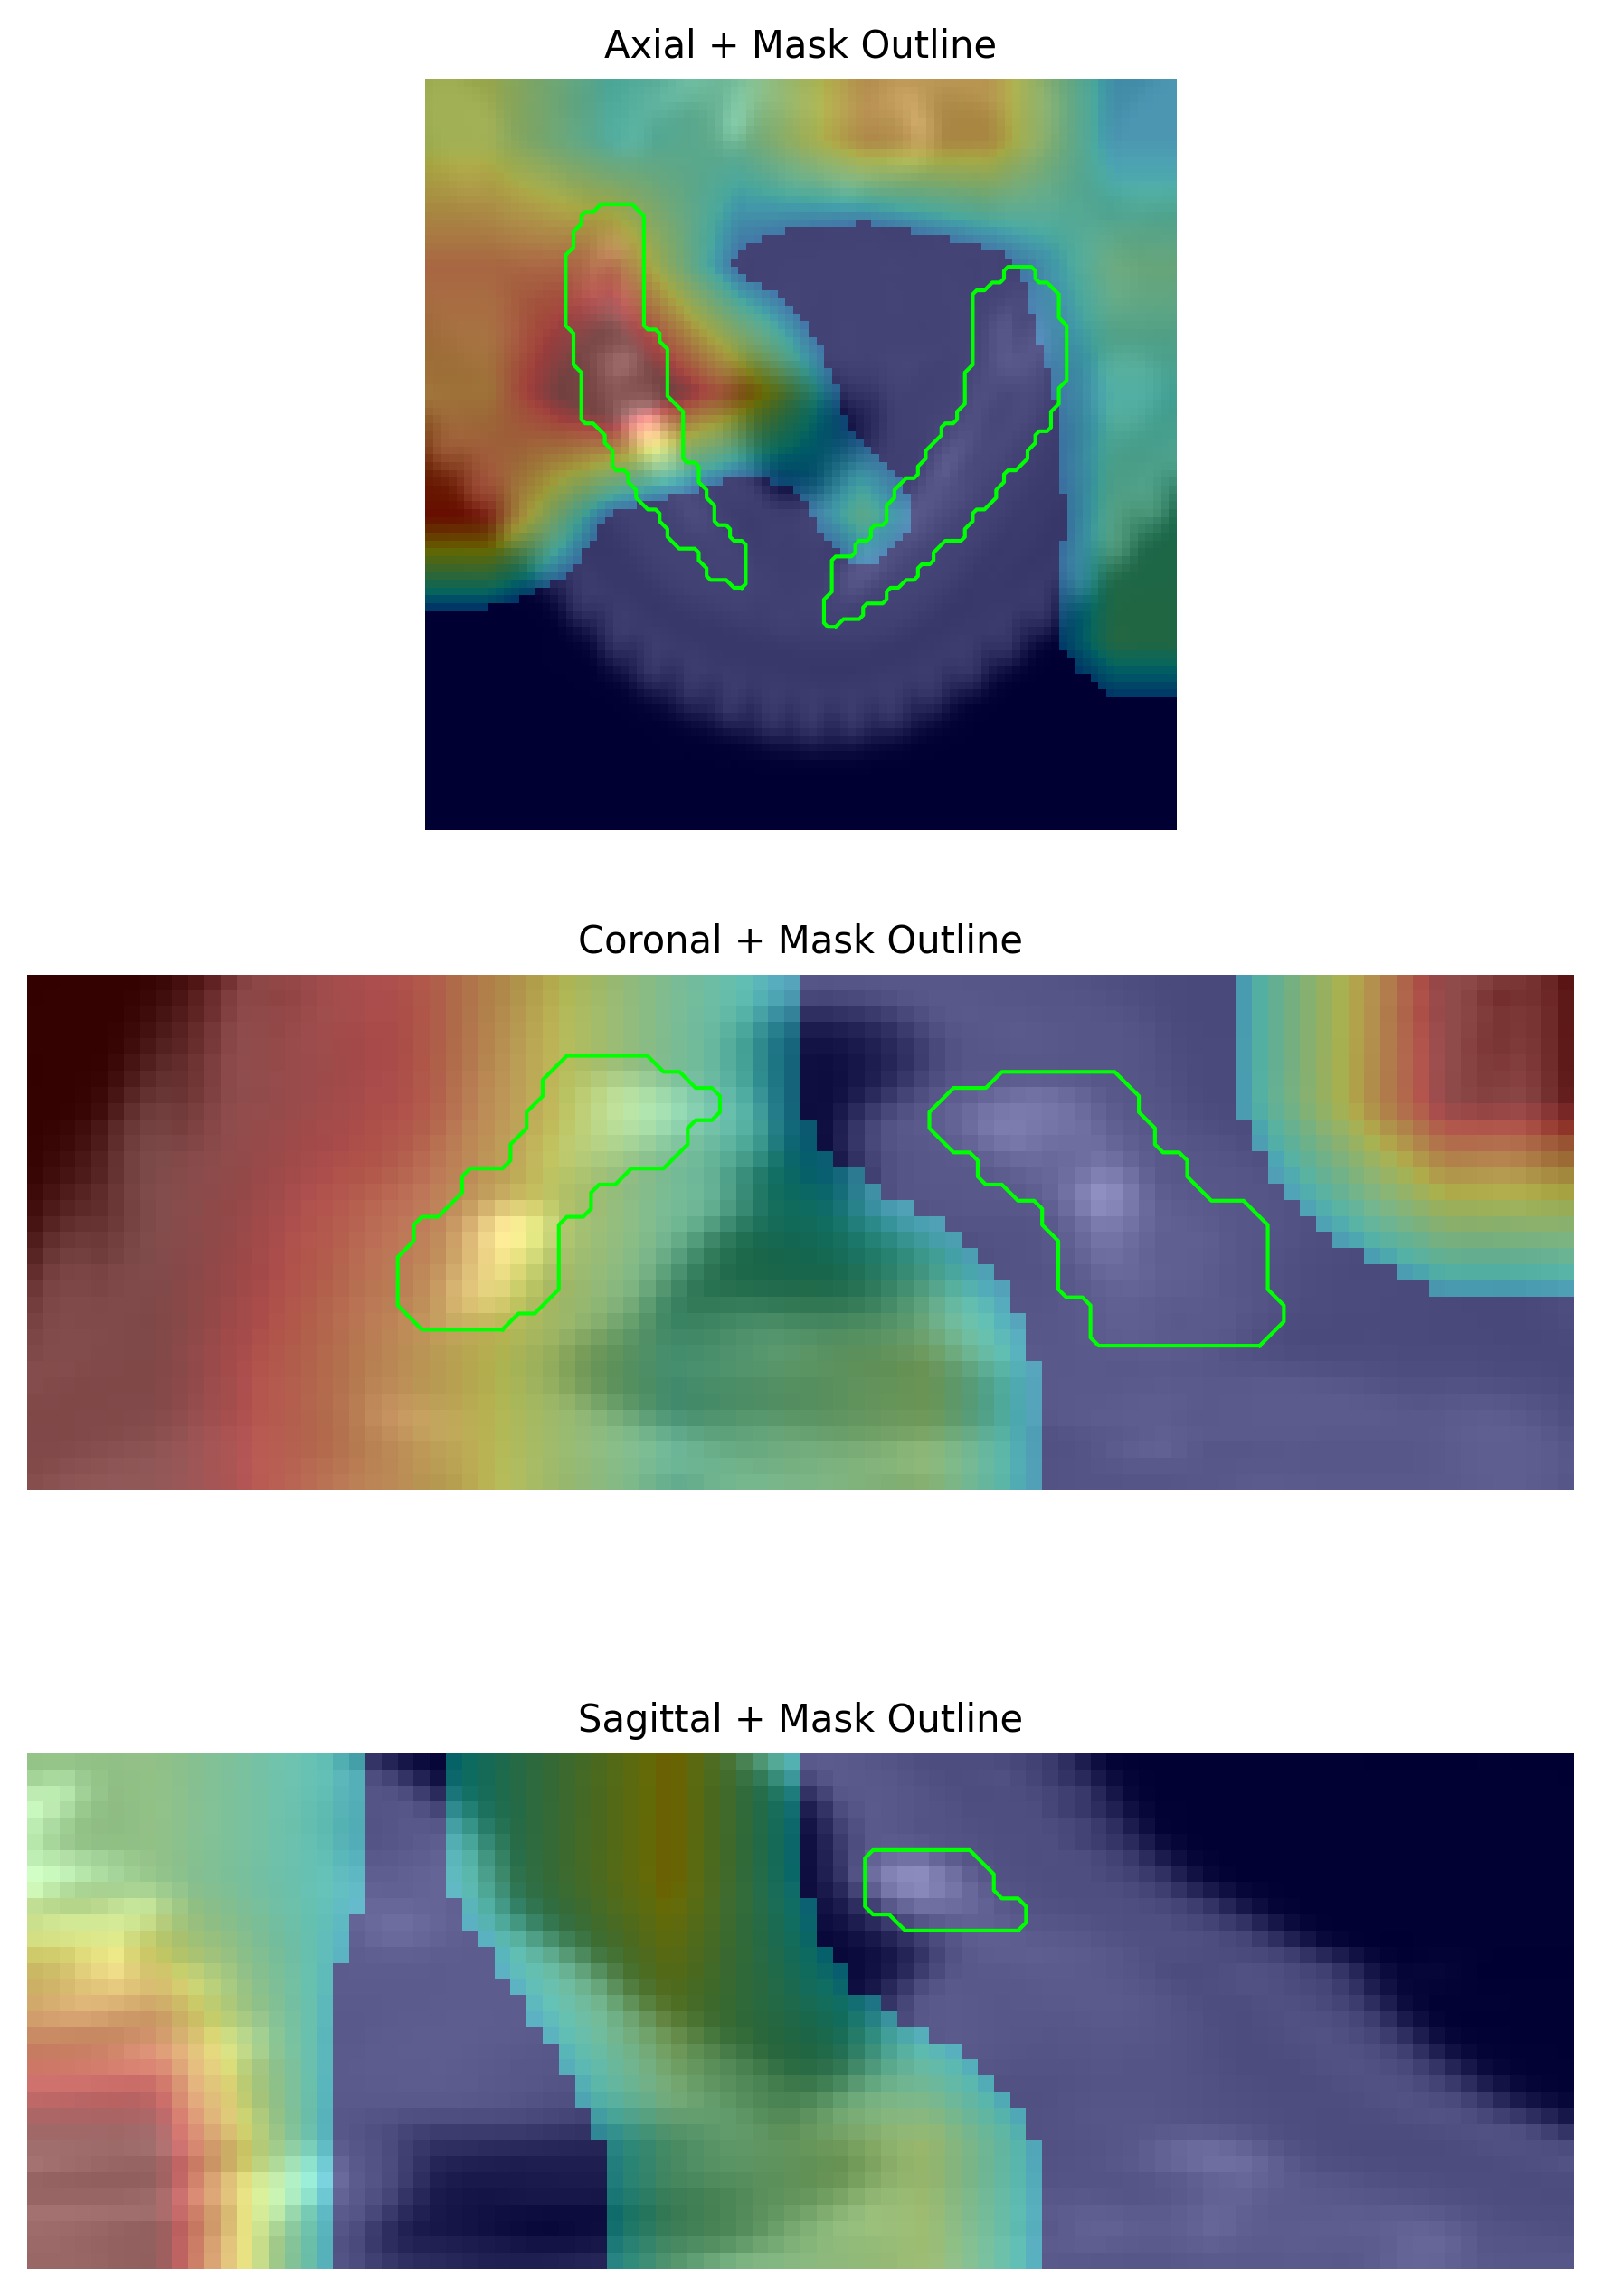 Axial + Mask Outline
Coronal + Mask Outline
Sagittal + Mask Outline